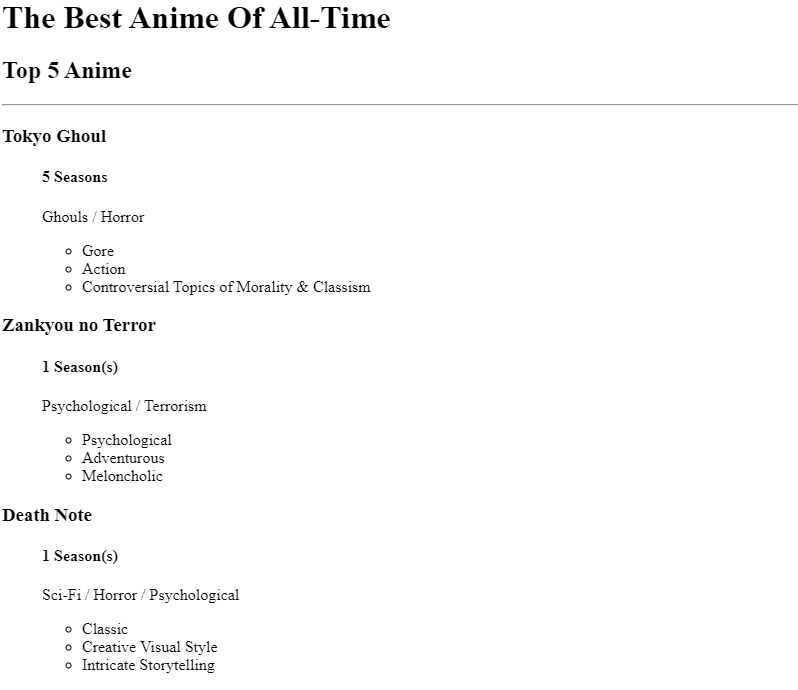 The Best Anime Of All-Time
Top 5 Anime
Tokyo Ghoul
5 Seasons
Ghouls / Horror
Gore
Action
Controversial Topics of Morality & Classism
Zankyou no Terror
1 Season(s)
Psychological / Terrorism
Psychological
Adventurous
Meloncholic
Death Note
1 Season(s)
Sci-Fi / Horror / Psychological
Classic
Creative Visual Style
Intricate Storytelling